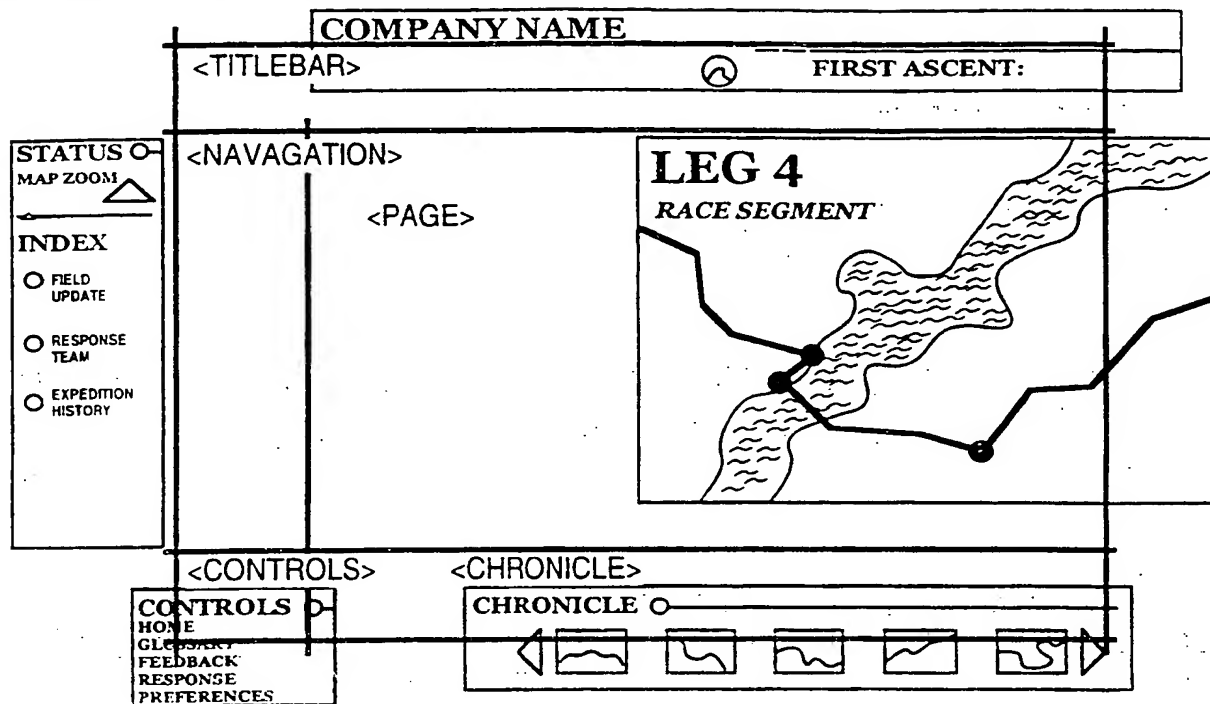 COMPANY NAME
<TITLEBAR>
FIRST ASCENT:
STATUS
MAP ZOOM
INDEX
FIELD
UPDATE
RESPONSE
TEAM
EXPEDITION
HISTORY
<NAVAGATION>
<PAGE>
LEG 4
RACE SEGMENT
<CONTROLS>
<CHRONICLE>
CONTROLS
HOME
GLOSSARY
FEEDBACK
RESPONSE
PREFERENCES
CHRONICLE